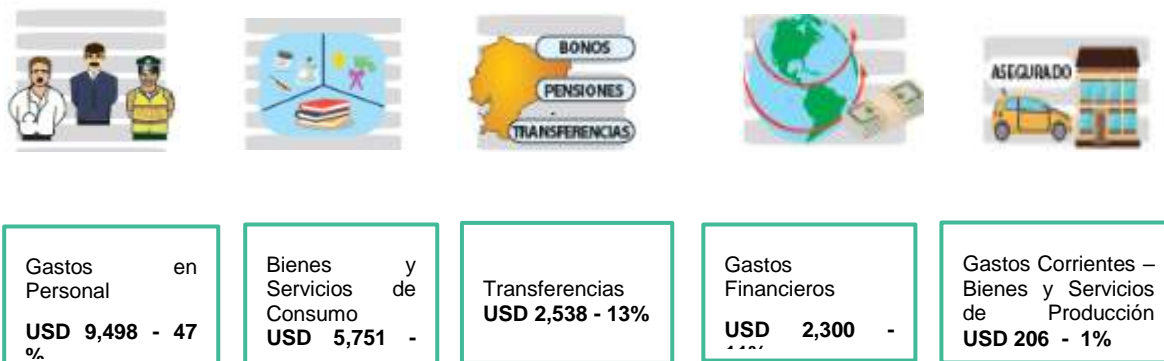 BONOS
PENSIONES
TRANSFERENCIAS
ASEGURADO
Gastos en
Personal
USD 9,498 - 47
%
Bienes y
Servicios de
Consumo
USD 5,751 -
Transferencias
USD 2,538 - 13%
Gastos
Financieros
USD 2,300 -
Gastos Corrientes –
Bienes y Servicios
de Producción
USD 206 - 1%